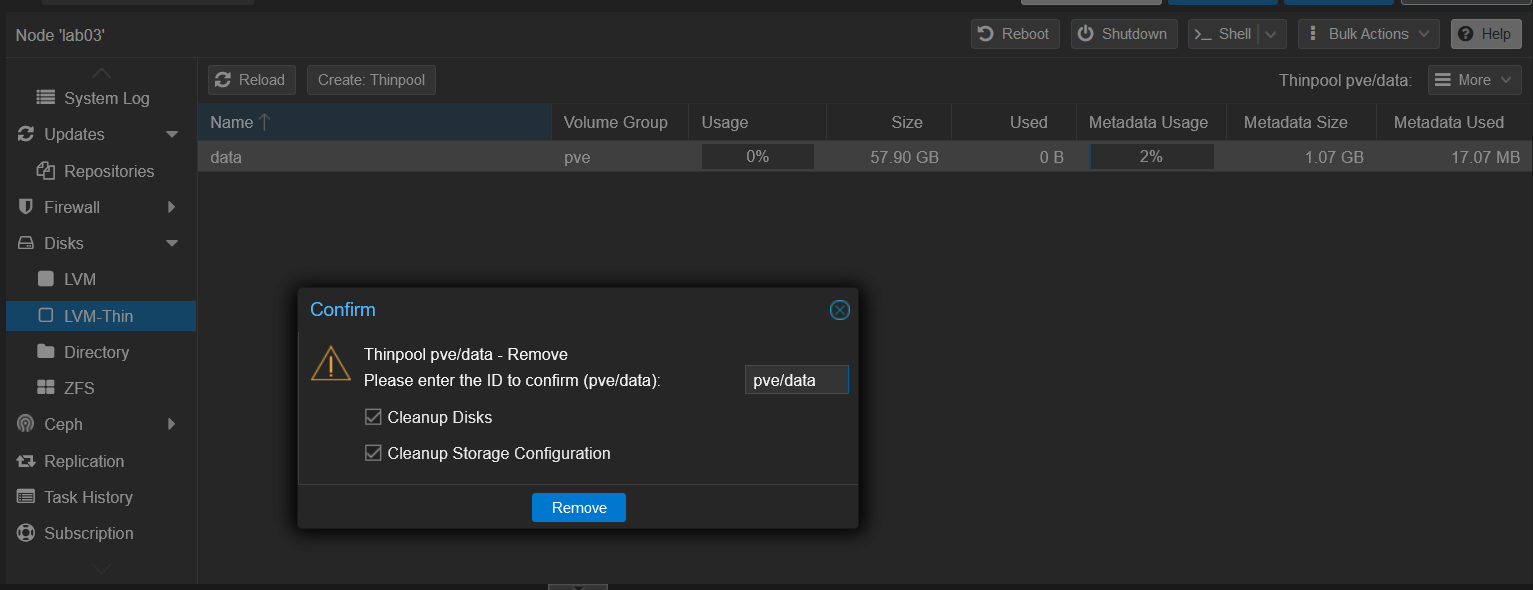 Node 'lab03'
Reboot
Shutdown
Shell
Bulk Actions
Help
System Log
Updates
Repositories
Firewall
Disks
LVM
LVM-Thin
Directory
ZFS
Ceph
Replication
Task History
Subscription
Reload
Create: Thinpool
Thinpool pve/data:
More
Name Volume Group Usage Size Used Metadata Usage Metadata Size Metadata Used
data pve 0% 57.90 GB 0 B 2% 1.07 GB 17.07 MB
Confirm
Thinpool pve/data - Remove
Please enter the ID to confirm (pve/data): pve/data
Cleanup Disks
Cleanup Storage Configuration
Remove